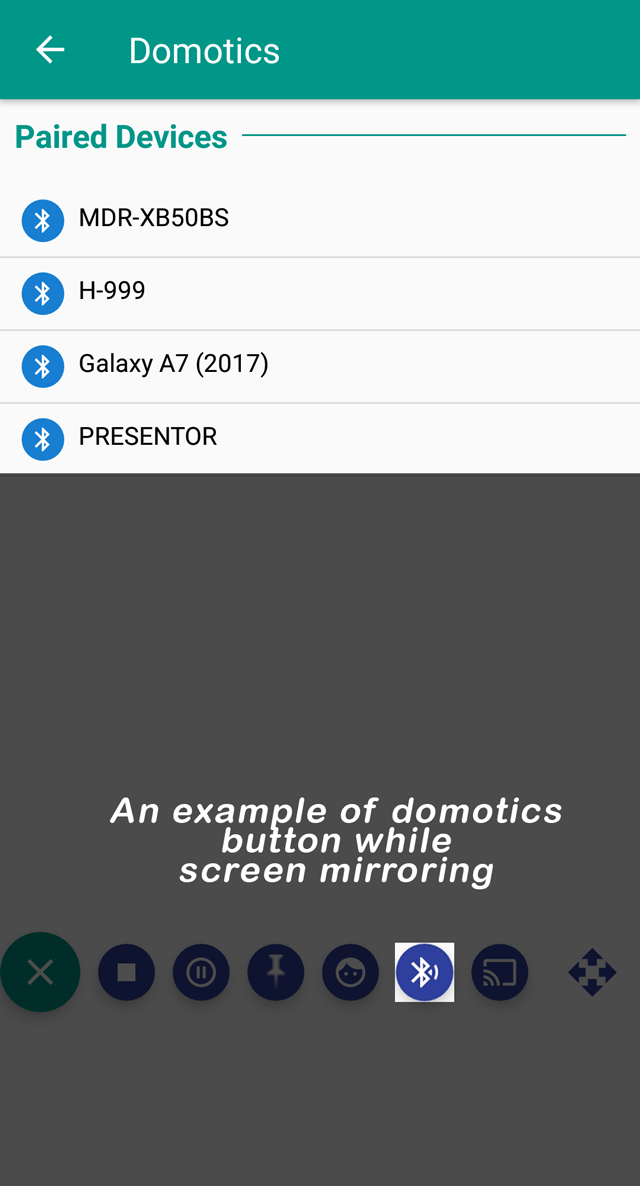 Domotics
Paired Devices
MDR-XB50BS
H-999
Galaxy A7 (2017)
PRESENTOR
An example of domotics
button while
screen mirroring